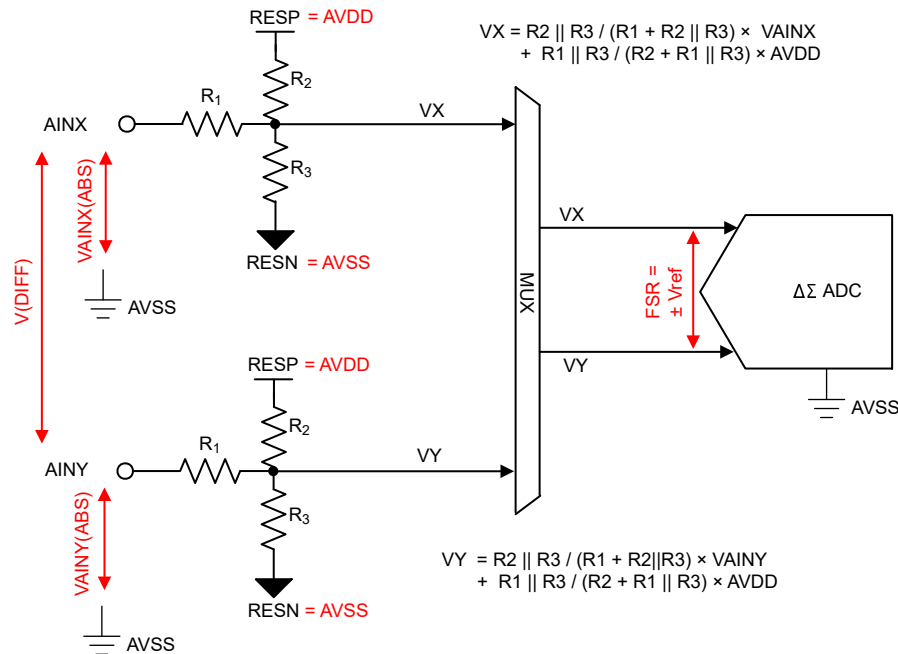 RESP = AVDD
VX = R2 || R3 / (R1 + R2 || R3) × VAINX
+ R1 || R3 / (R2 + R1 || R3) × AVDD
R2
R1
AINX
VX
R3
VAINX(ABS)
RESN = AVSS
AVSS
V(DIFF)
MUX
VX
FSR =
± Vref
ΔΣ ADC
VY
AVSS
RESP = AVDD
R2
R1
AINY
VY
R3
VAINY(ABS)
RESN = AVSS
AVSS
VY = R2 || R3 / (R1 + R2||R3) × VAINY
+ R1 || R3 / (R2 + R1 || R3) × AVDD